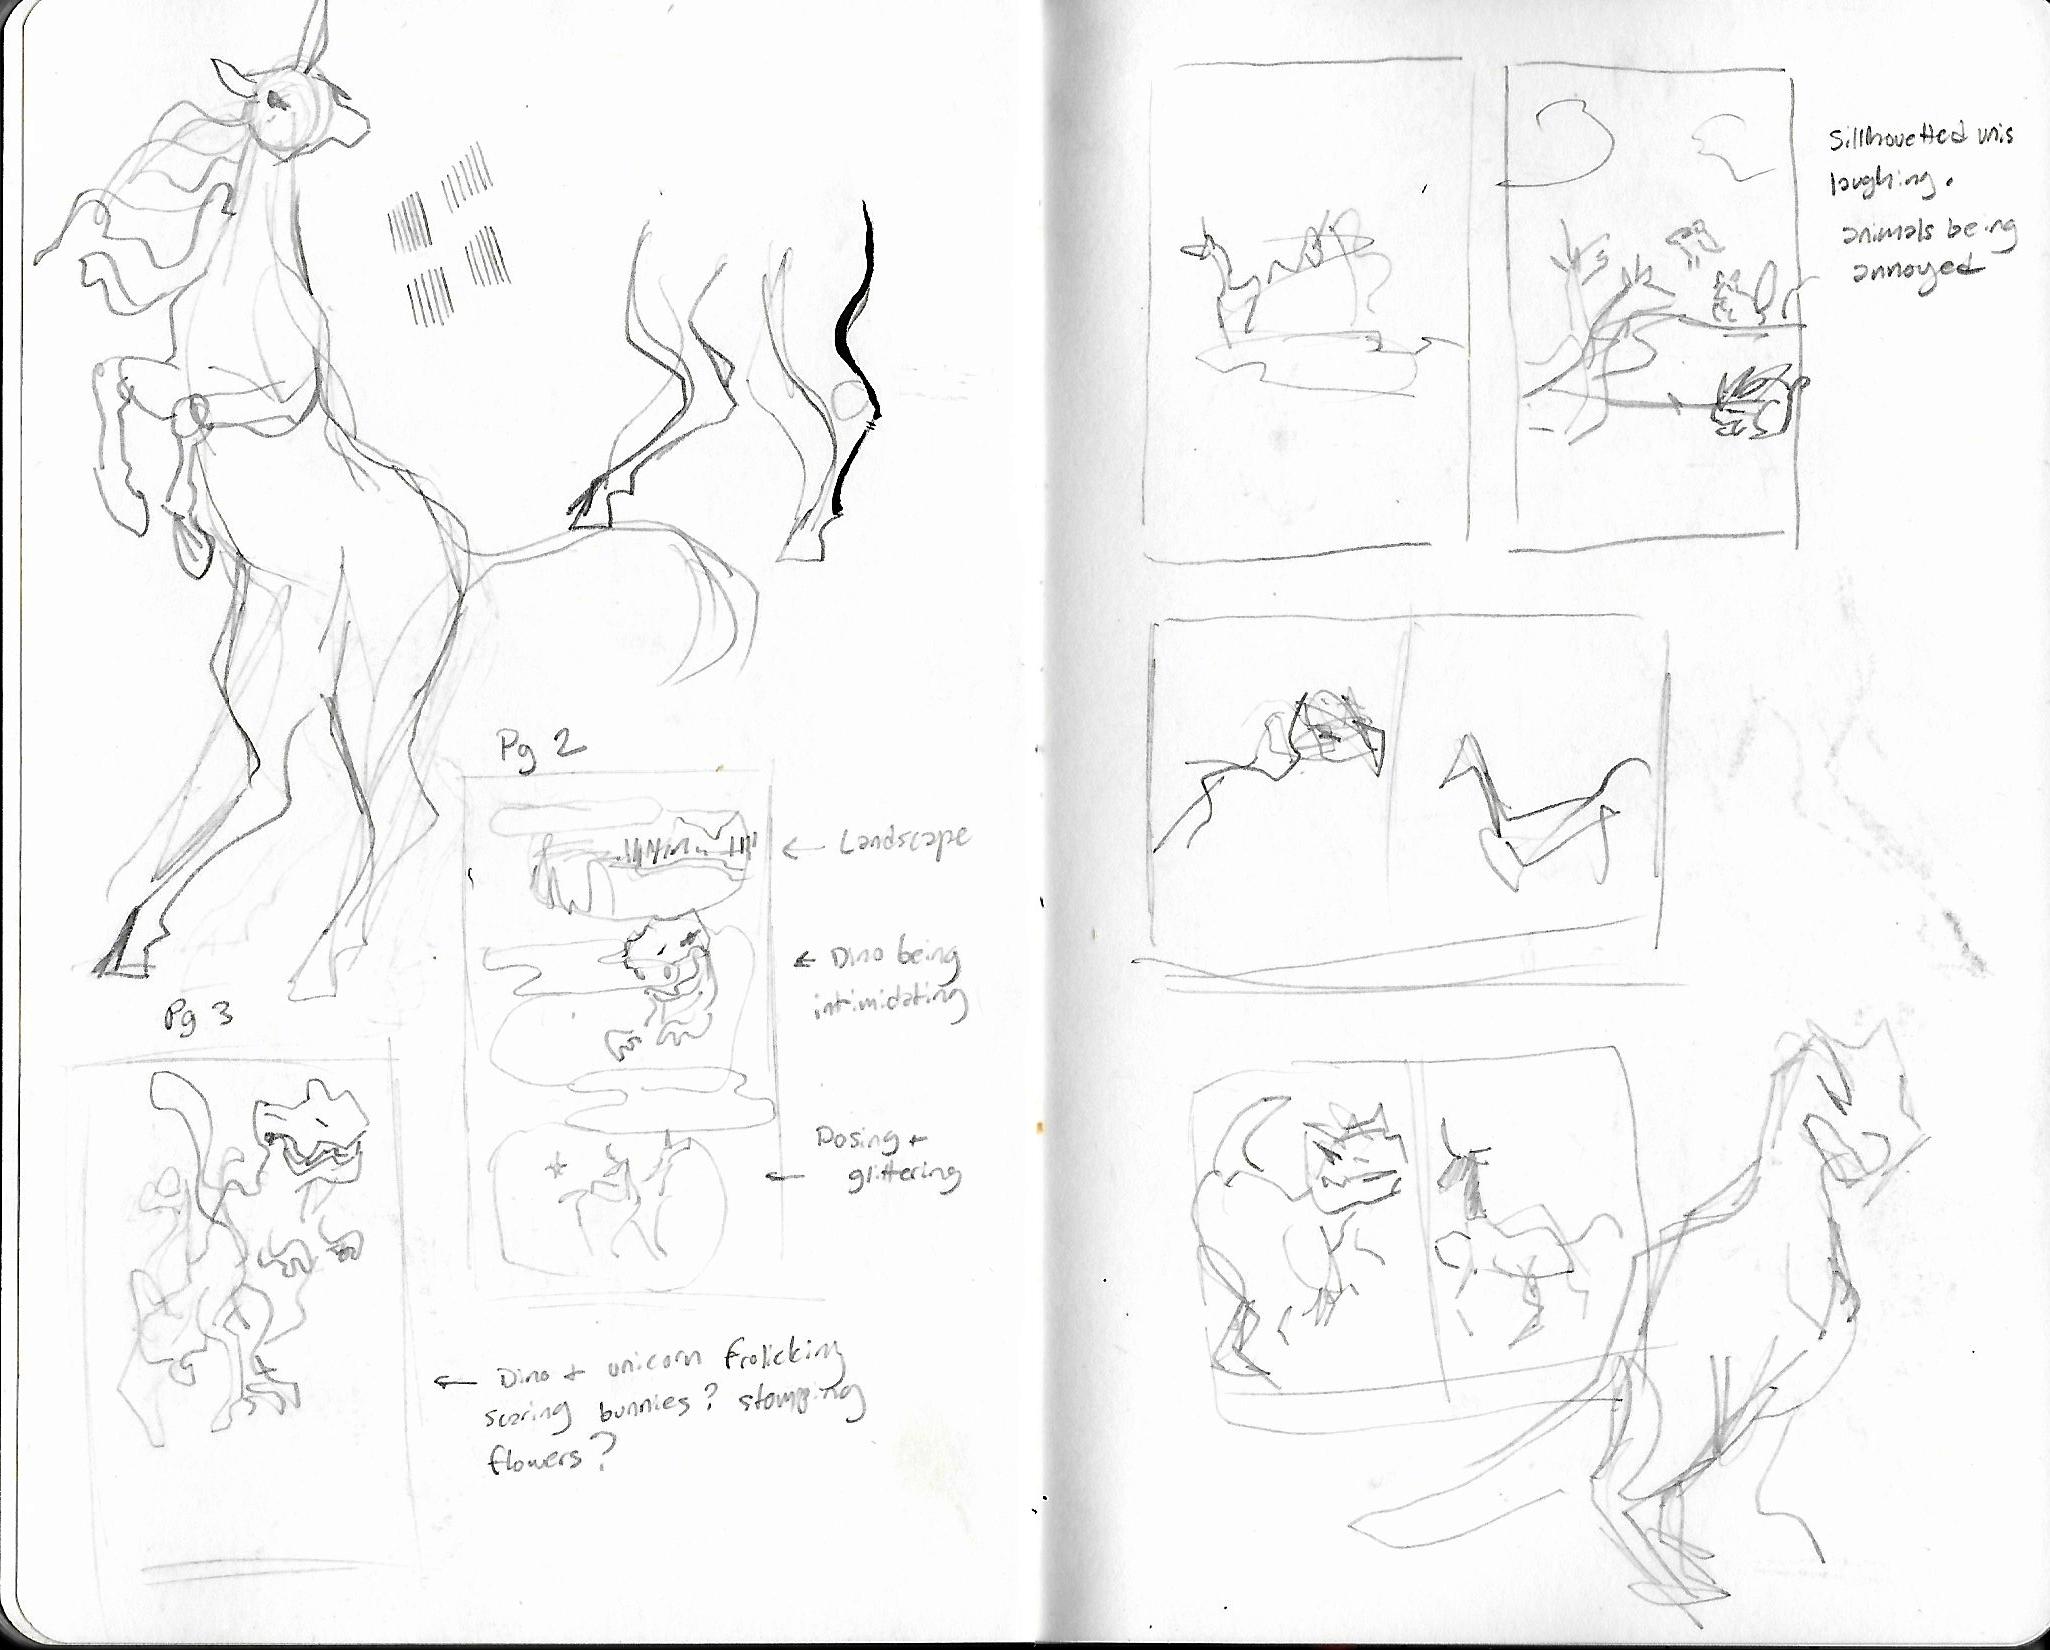 Pg 2
← Landscape
← Dino being
intimidating
Posing +
← glittering
Pg 3
← Dino + unicorn frolicking
scaring bunnies? stomping
flowers?
Sillhouetted unis
laughing.
animals being
annoyed